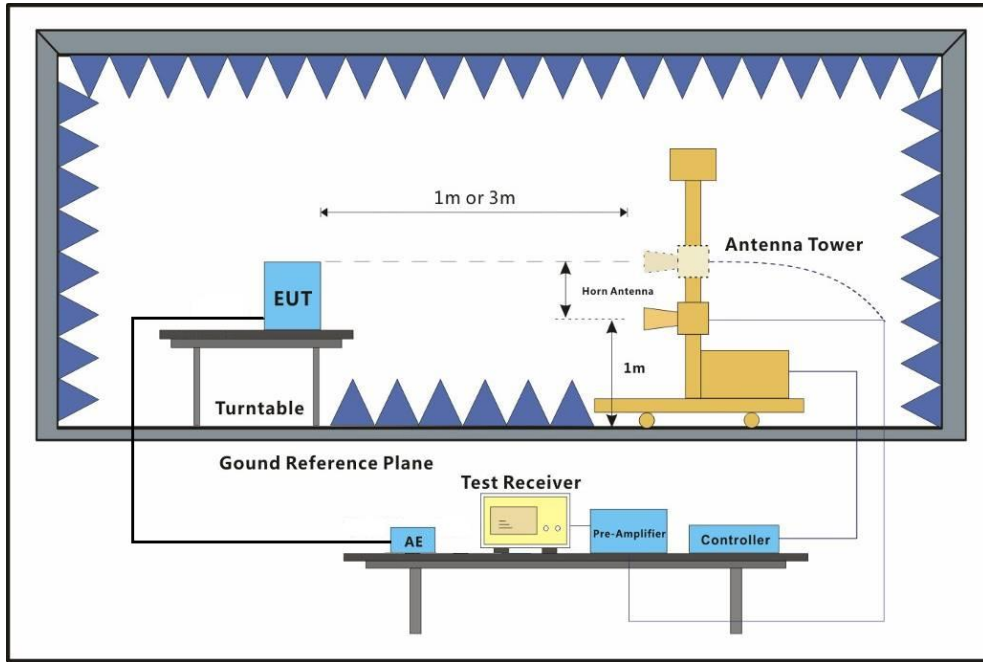 1m or 3m
Antenna Tower
EUT
Horn Antenna
1m
Turntable
Gound Reference Plane
Test Receiver
AE
Pre-Amplifier
Controller